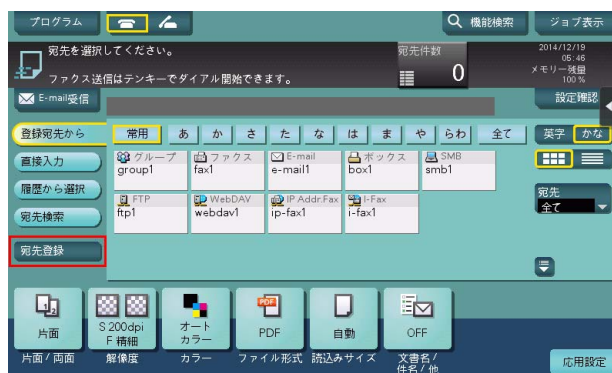 プログラム
機能検索
ジョブ表示
宛先を選択してください。
ファクス送信はテンキーでダイアル開始できます。
宛先件数
0
2014/12/19
05:46
メモリー残量
100 %
E-mail受信
設定確認
登録宛先から
常用 あ か さ た な は ま や らわ 全て
英字 かな
直接入力
履歴から選択
宛先検索
宛先登録
グループ
group1
ファクス
fax1
E-mail
e-mail1
ボックス
box1
SMB
smb1
FTP
ftp1
WebDAV
webdav1
IP Addr.Fax
ip-fax1
I-Fax
i-fax1
宛先
全て
片面
S 200dpi
F 精細
オート
カラー
PDF
PDF
自動
OFF
片面/両面
解像度
カラー
ファイル形式
読込みサイズ
文書名/
件名/他
応用設定